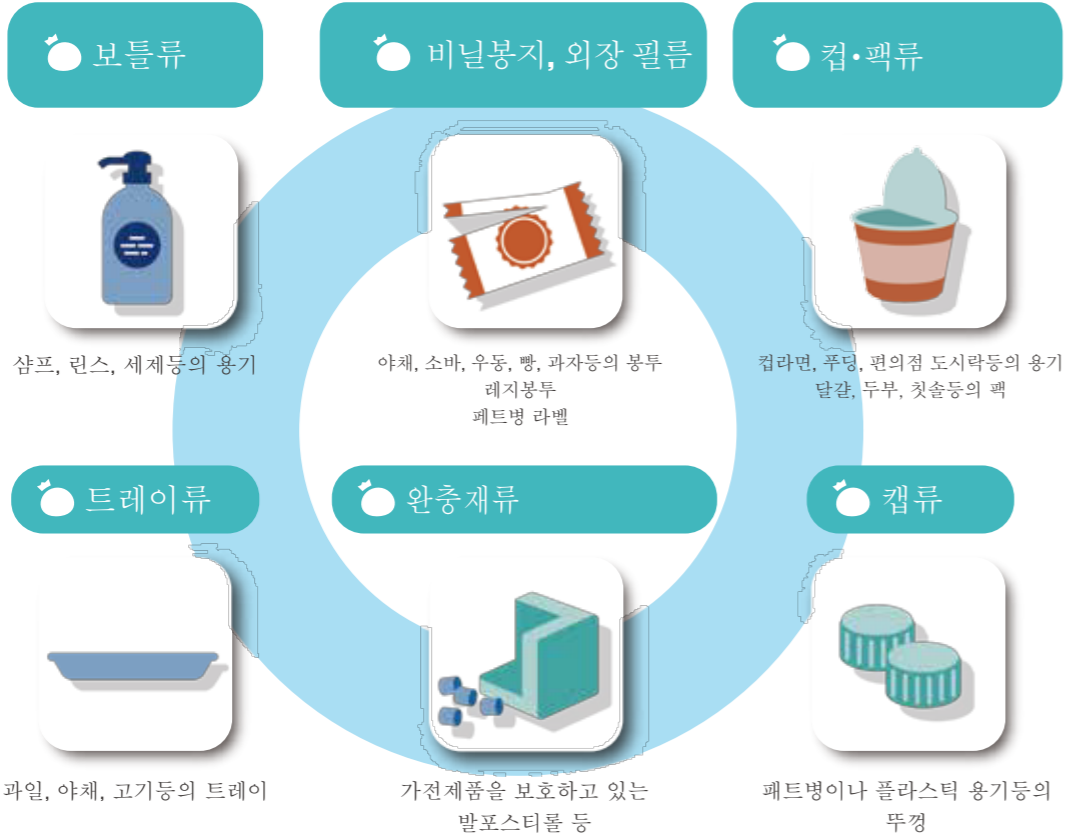 보틀류
비닐봉지, 외장 필름
컵•팩류
샴프, 린스, 세제등의 용기
야채, 소바, 우동, 빵, 과자등의 봉투
레지봉투
페트병 라벨
컵라면, 푸딩, 편의점 도시락등의 용기
달걀, 두부, 칫솔등의 팩
트레이류
완충재류
캡류
과일, 야채, 고기등의 트레이
가전제품을 보호하고 있는
발포스티롤 등
패트병이나 플라스틱 용기등의
뚜껑